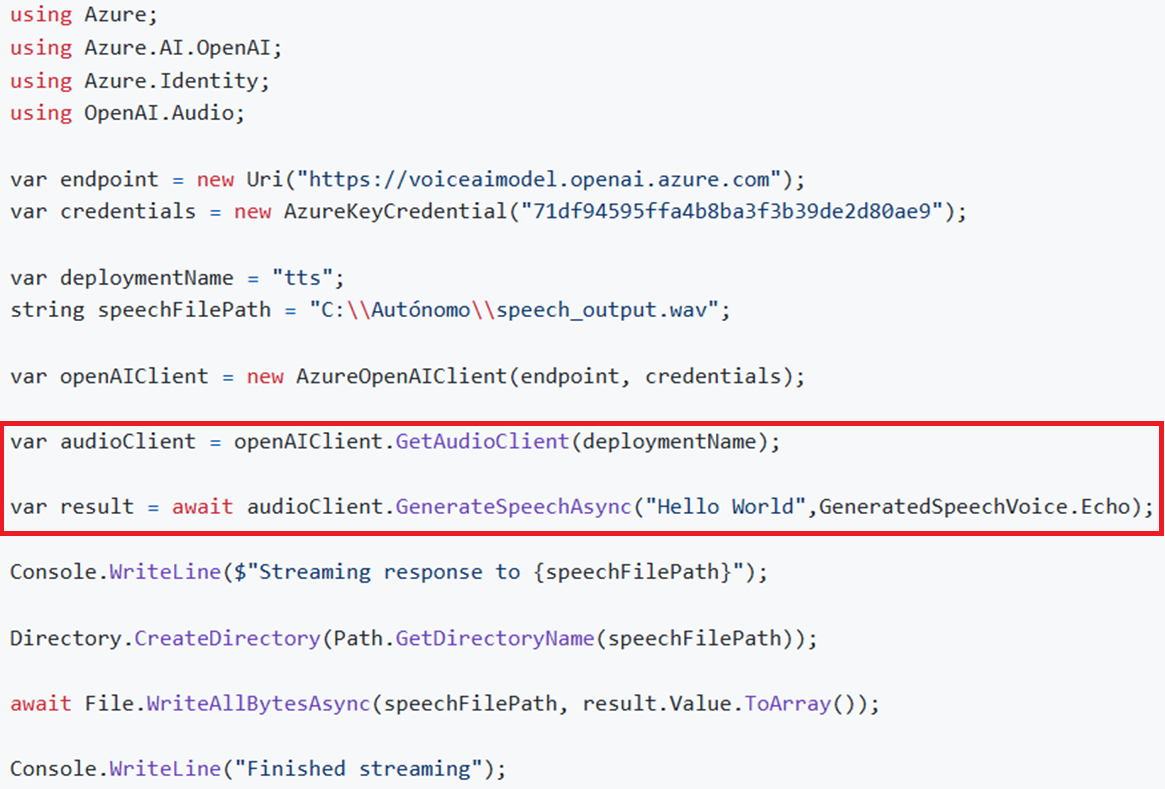 using Azure;
using Azure.AI.OpenAI;
using Azure.Identity;
using OpenAI.Audio;
var endpoint = new Uri("https://voiceaimodel.openai.azure.com");
var credentials = new AzureKeyCredential("71df94595ffa4b8ba3f3b39de2d80ae9");
var deploymentName = "tts";
string speechFilePath = "C:\\Autónomo\\speech_output.wav";
var openAIClient = new AzureOpenAIClient(endpoint, credentials);
var audioClient = openAIClient.GetAudioClient(deploymentName);
var result = await audioClient.GenerateSpeechAsync("Hello World",GeneratedSpeechVoice.Echo);
Console.WriteLine($"Streaming response to {speechFilePath}");
Directory.CreateDirectory(Path.GetDirectoryName(speechFilePath));
await File.WriteAllBytesAsync(speechFilePath, result.Value.ToArray());
Console.WriteLine("Finished streaming");